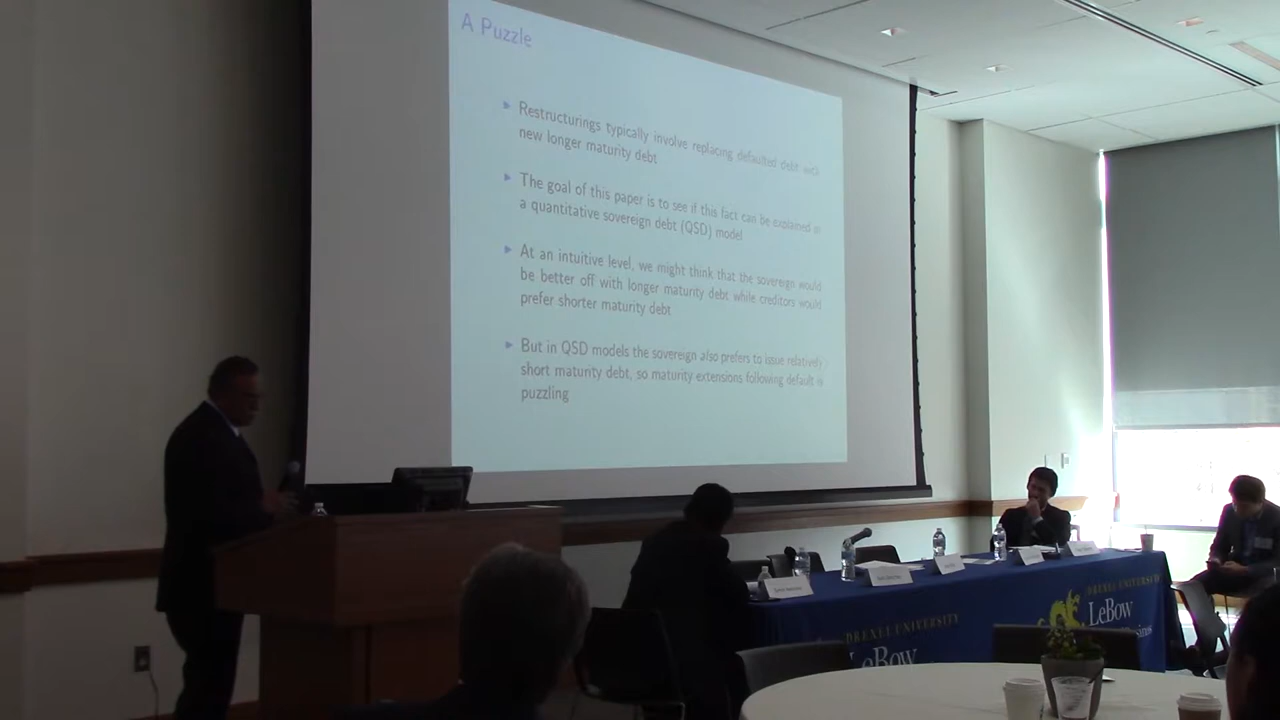 A Puzzle
Restructurings typically involve replacing defaulted debt with
new longer maturity debt
The goal of this paper is to see if this fact can be explained in
a quantitative sovereign debt (QSD) model
At an intuitive level, we might think that the sovereign would
be better off with longer maturity debt while creditors would
prefer shorter maturity debt
But in QSD models the sovereign also prefers to issue relatively
short maturity debt, so maturity extensions following default is
puzzling
DREXEL UNIVERSITY
LeBow
DREXEL UNIVERSITY
LeBow